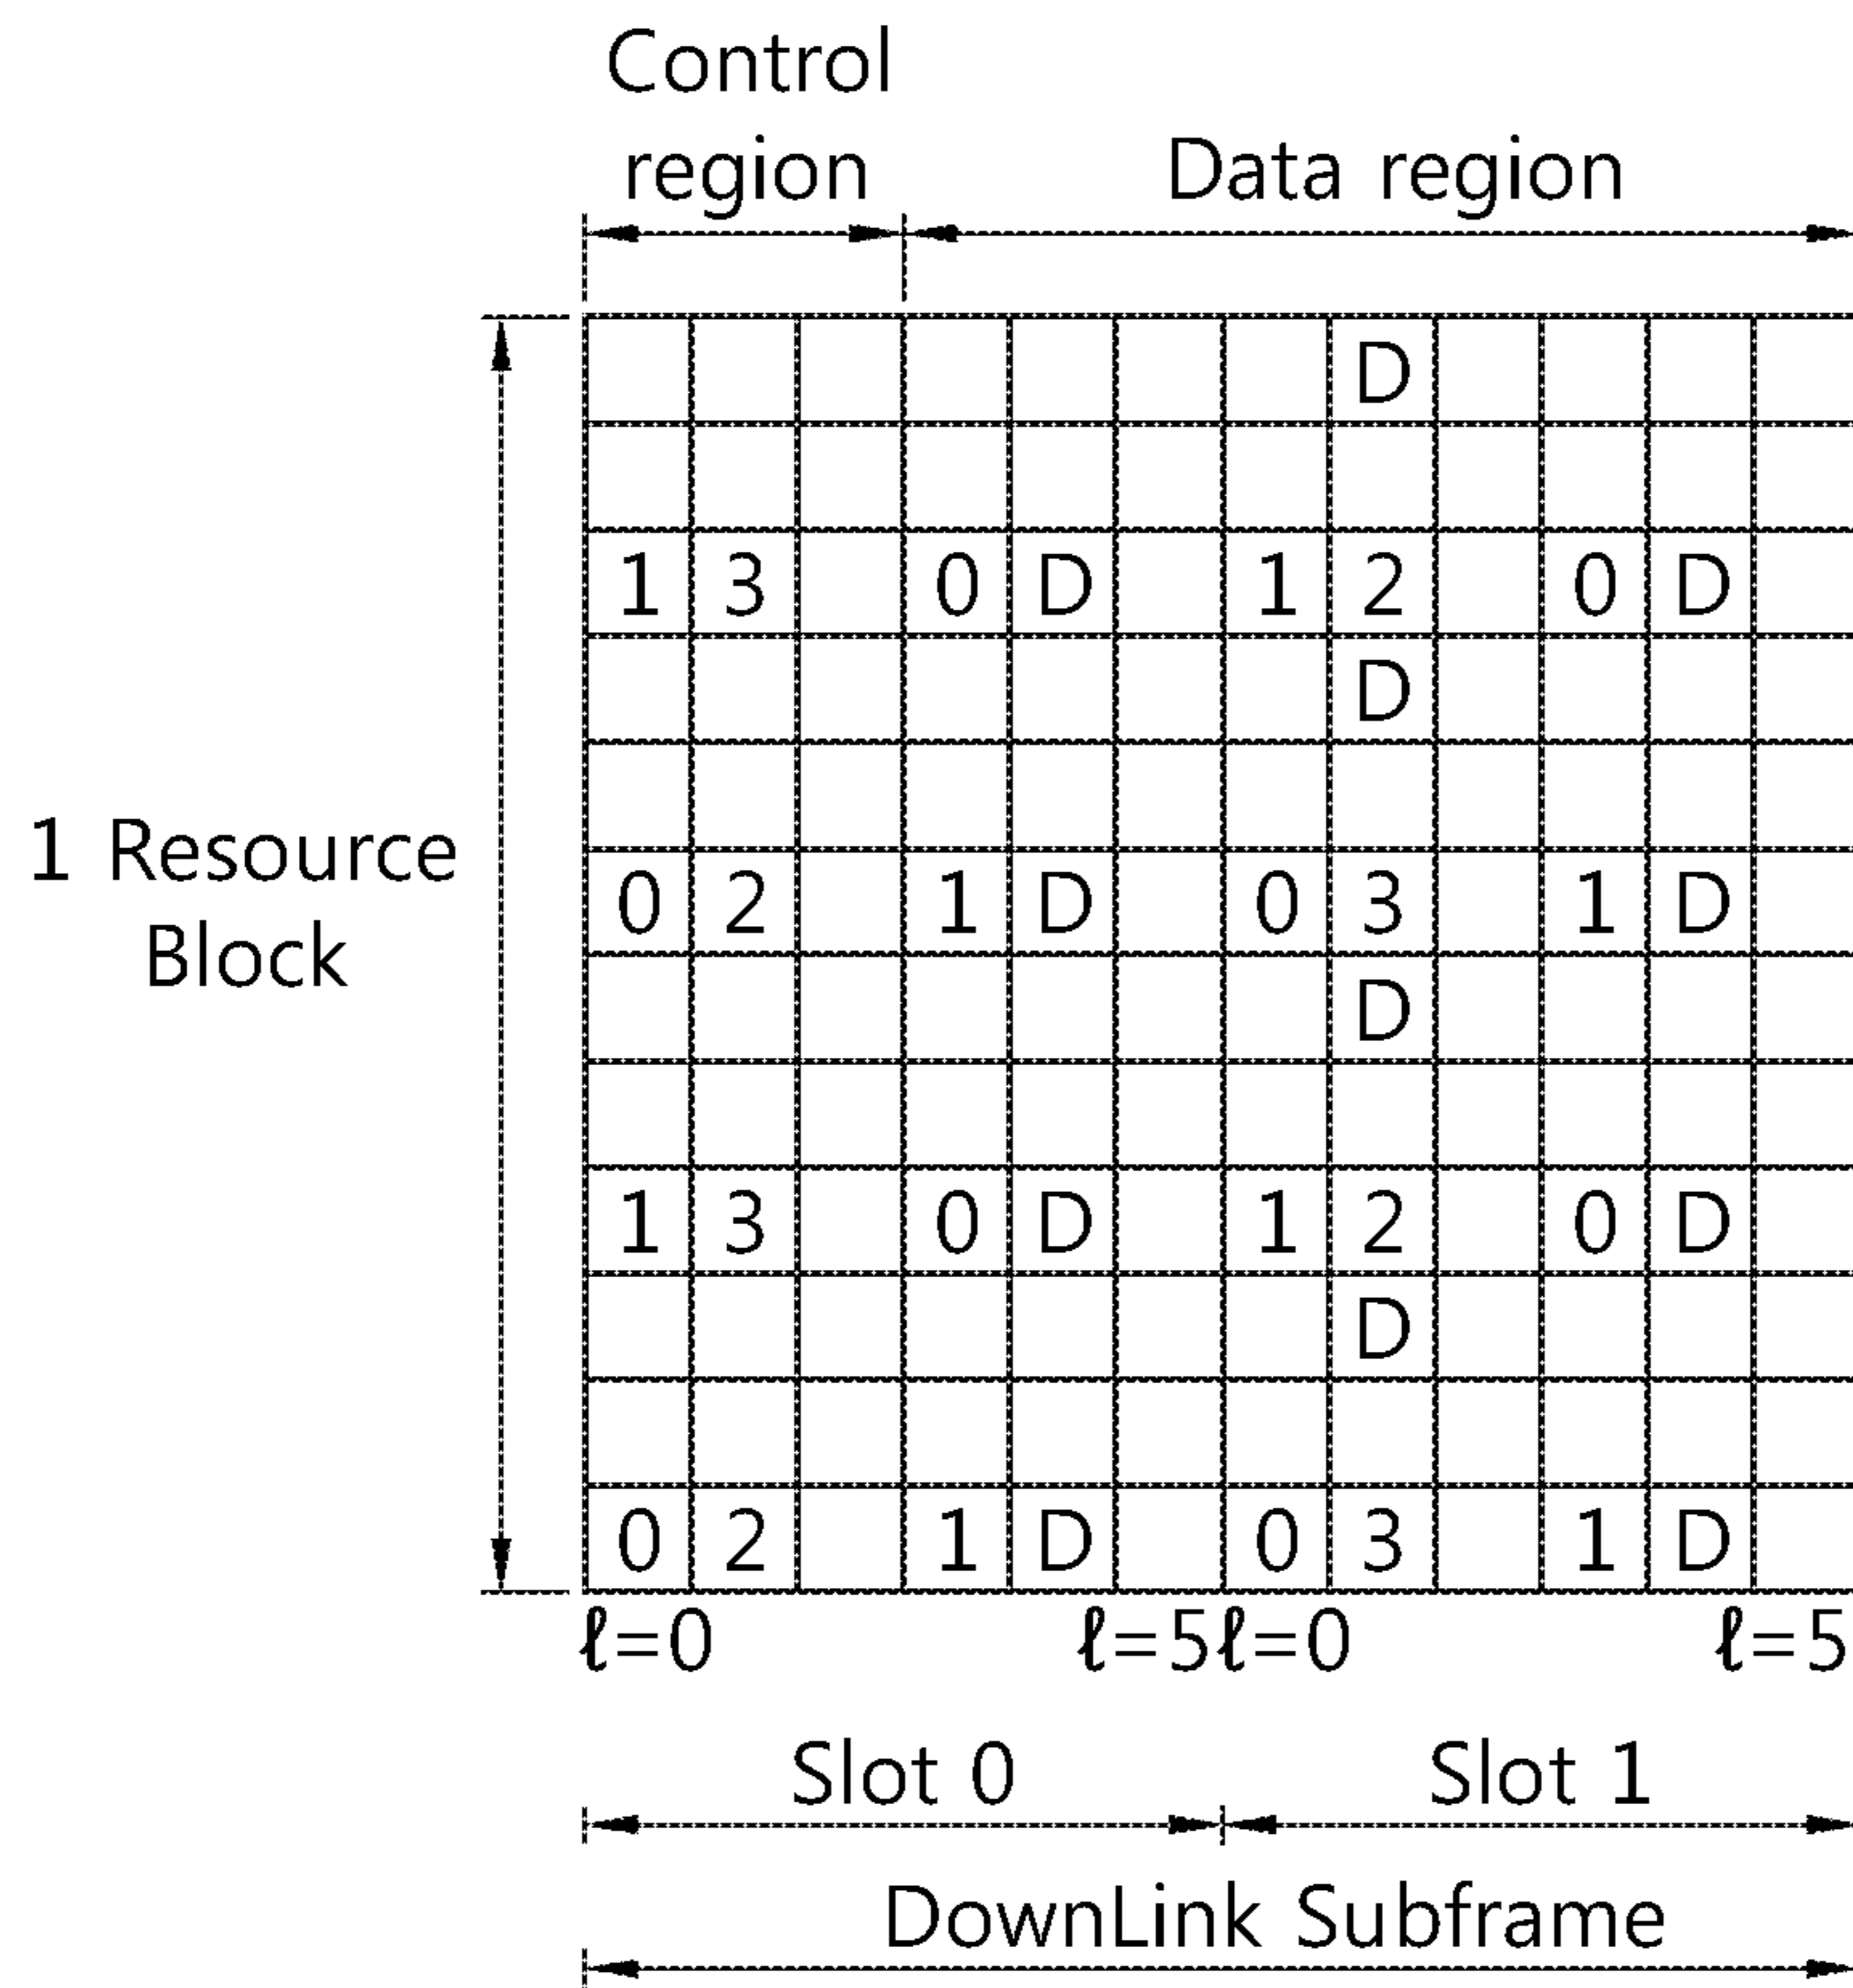 Control
region
Data region
D
1 3 0 D 1 2 0 D
D
1 Resource
Block
0 2 1 D 0 3 1 D
D
1 3 0 D 1 2 0 D
D
0 2 1 D 0 3 1 D
ℓ=0 ℓ=5 ℓ=0 ℓ=5
Slot 0 Slot 1
DownLink Subframe